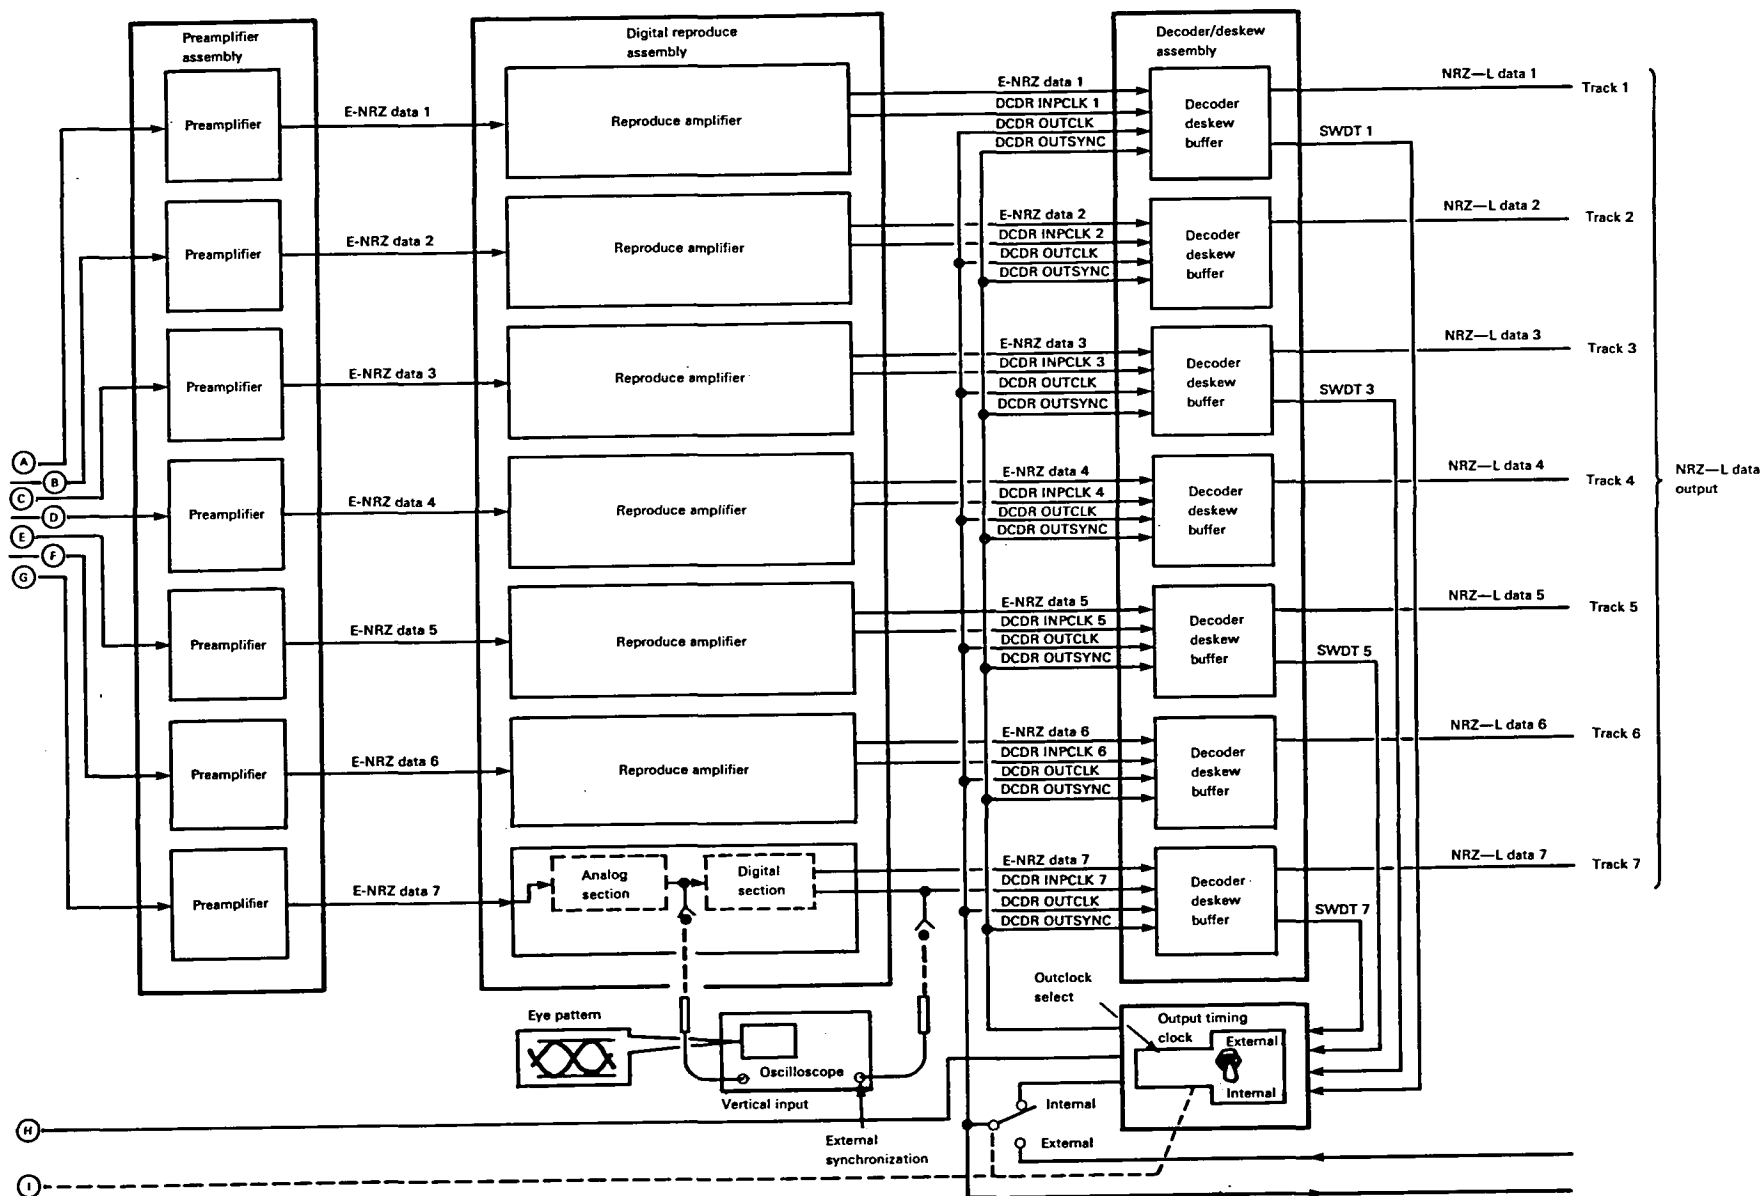 Preamplifier
assembly
Digital reproduce
assembly
Decoder/deskew
assembly
Preamplifier
E-NRZ data 1
Reproduce amplifier
E-NRZ data 1
DCDR INPCLK 1
DCDR OUTCLK
DCDR OUTSYNC
Decoder
deskew
buffer
NRZ—L data 1
Track 1
SWDT 1
Preamplifier
E-NRZ data 2
Reproduce amplifier
E-NRZ data 2
DCDR INPCLK 2
DCDR OUTCLK
DCDR OUTSYNC
Decoder
deskew
buffer
NRZ—L data 2
Track 2
Preamplifier
E-NRZ data 3
Reproduce amplifier
E-NRZ data 3
DCDR INPCLK 3
DCDR OUTCLK
DCDR OUTSYNC
Decoder
deskew
buffer
NRZ—L data 3
Track 3
SWDT 3
A
B
C
D
E
F
G
Preamplifier
E-NRZ data 4
Reproduce amplifier
E-NRZ data 4
DCDR INPCLK 4
DCDR OUTCLK
DCDR OUTSYNC
Decoder
deskew
buffer
NRZ—L data 4
Track 4
NRZ—L data
output
Preamplifier
E-NRZ data 5
Reproduce amplifier
E-NRZ data 5
DCDR INPCLK 5
DCDR OUTCLK
DCDR OUTSYNC
Decoder
deskew
buffer
NRZ—L data 5
Track 5
SWDT 5
Preamplifier
E-NRZ data 6
Reproduce amplifier
E-NRZ data 6
DCDR INPCLK 6
DCDR OUTCLK
DCDR OUTSYNC
Decoder
deskew
buffer
NRZ—L data 6
Track 6
Preamplifier
E-NRZ data 7
Analog
section
Digital
section
E-NRZ data 7
DCDR INPCLK 7
DCDR OUTCLK
DCDR OUTSYNC
Decoder
deskew
buffer
NRZ—L data 7
Track 7
SWDT 7
Eye pattern
Oscilloscope
Vertical input
External
synchronization
Outclock
select
Output timing
clock
External
Internal
Internal
External
H
I